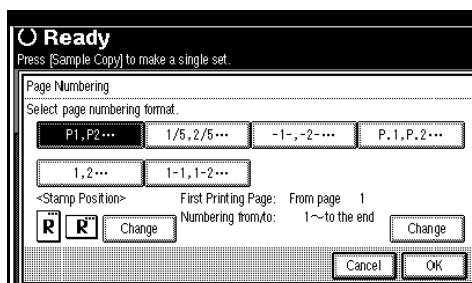 Ready
Press [Sample Copy] to make a single set.
Page Numbering
Select page numbering format.
P1,P2··· 1/5,2/5··· -1-,-2-··· P.1,P.2···
1,2··· 1-1,1-2···
<Stamp Position> First Printing Page: From page 1
R R Change Numbering from/to: 1～to the end Change
Cancel OK